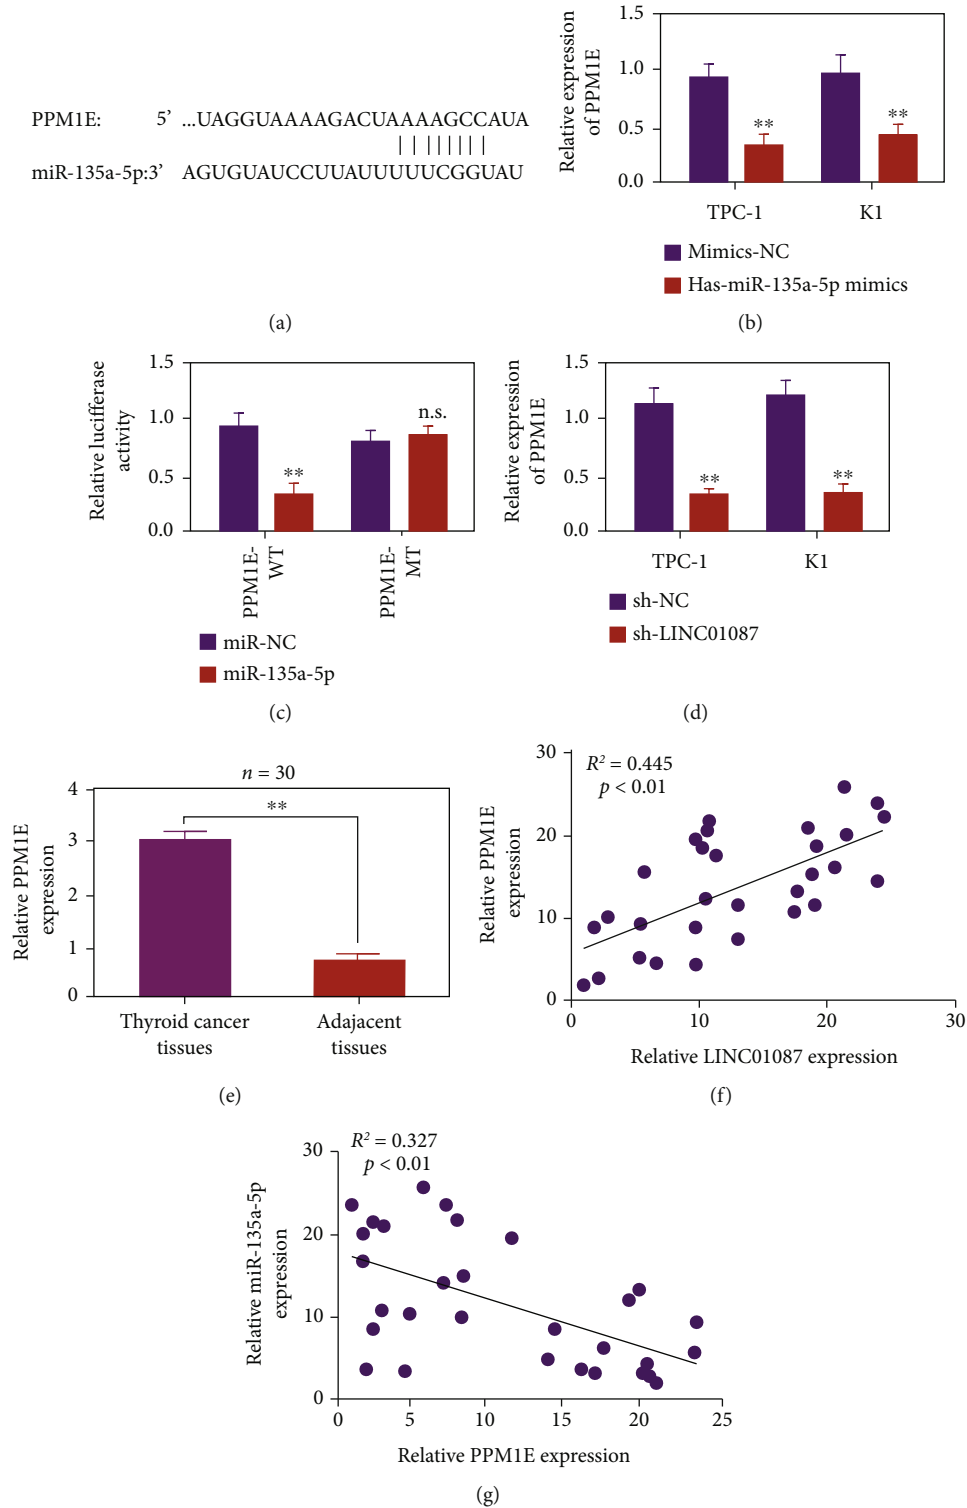 PPM1E: 5’ ...UAGGUAAAAGACUAAAAGCCAUA
miR-135a-5p:3’ AGUGUAUCCUUAUUUUUCGGUAU
(a)
Relative expression
of PPM1E
1.5
1.0
0.5
0.0
**
**
TPC-1 K1
Mimics-NC
Has-miR-135a-5p mimics
(b)
Relative lucifferase
activity
1.5
1.0
0.5
0.0
**
n.s.
PPM1E-
WT
PPM1E-
MT
miR-NC
miR-135a-5p
(c)
Relative expression
of PPM1E
1.5
1.0
0.5
0.0
**
**
TPC-1 K1
sh-NC
sh-LINC01087
(d)
n = 30
Relative PPM1E
expression
4
3
2
1
0
**
Thyroid cancer
tissues
Adajacent
tissues
(e)
R² = 0.445
p < 0.01
Relative PPM1E
expression
30
20
10
0
0 10 20 30
Relative LINC01087 expression
(f)
R² = 0.327
p < 0.01
Relative miR-135a-5p
expression
30
20
10
0
0 5 10 15 20 25
Relative PPM1E expression
(g)